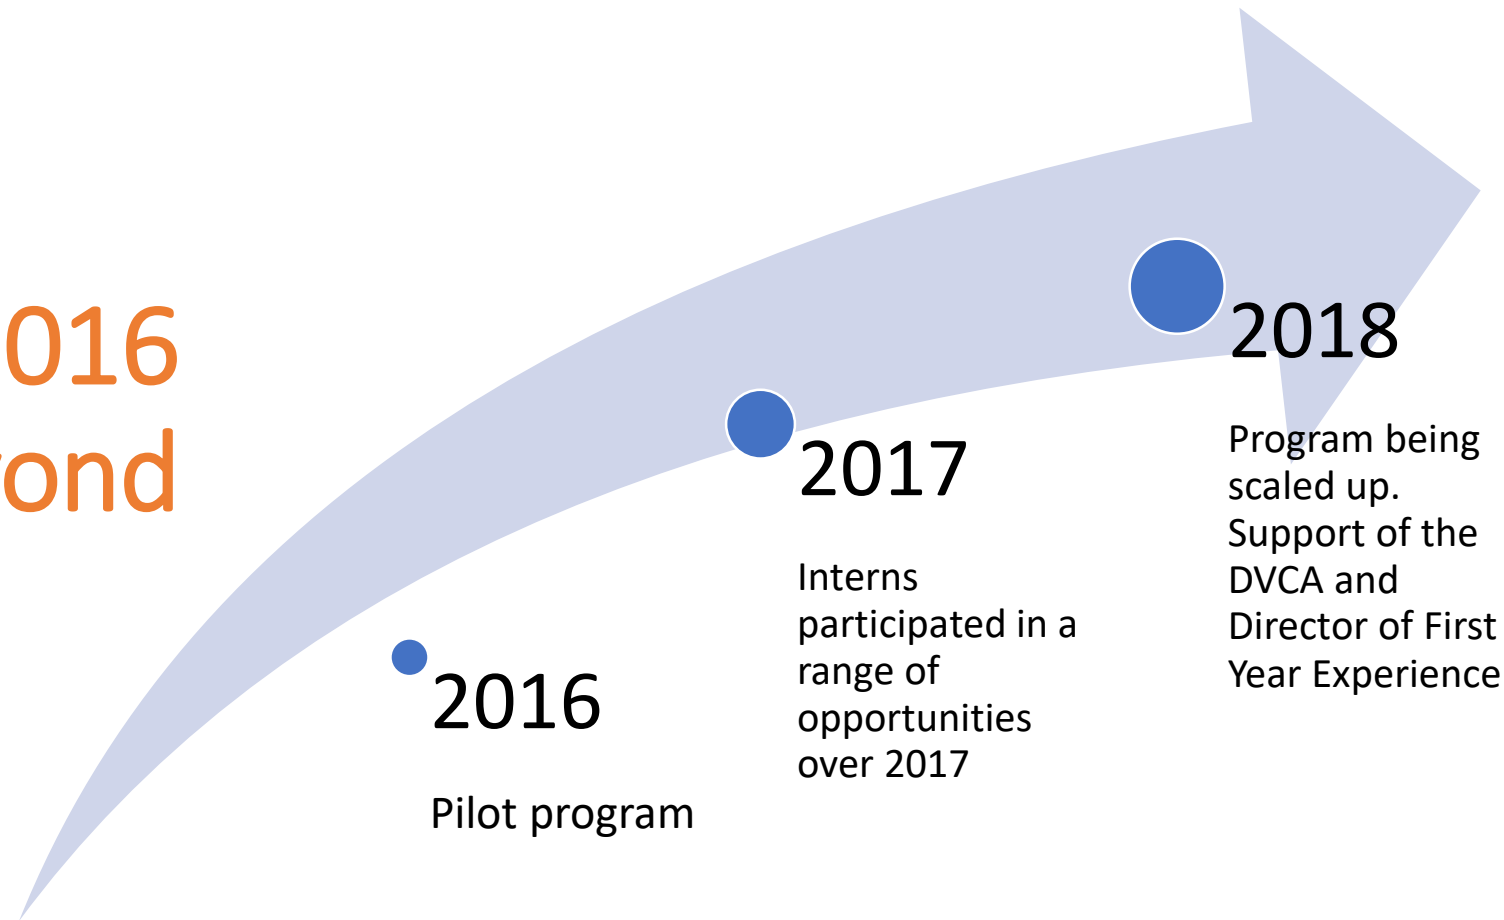 016
ond
2016
Pilot program
2017
Interns
participated in a
range of
opportunities
over 2017
2018
Program being
scaled up.
Support of the
DVCA and
Director of First
Year Experience